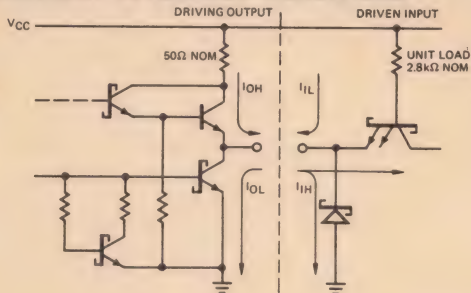 DRIVING OUTPUT
DRIVEN INPUT
VCC
50Ω NOM
UNIT LOAD
2.8kΩ NOM
IOH
IIL
IOL
IIH